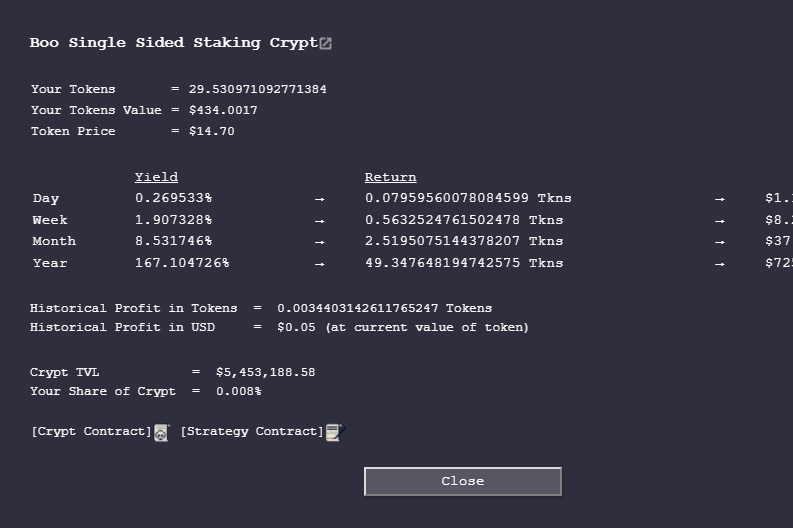 Boo Single Sided Staking Crypt
Your Tokens = 29.530971092771384
Your Tokens Value = $434.0017
Token Price = $14.70
Yield Return
Day 0.269533% → 0.07959560078084599 Tkns → $1.
Week 1.907328% → 0.5632524761502478 Tkns → $8.
Month 8.531746% → 2.5195075144378207 Tkns → $37
Year 167.104726% → 49.347648194742575 Tkns → $72
Historical Profit in Tokens = 0.0034403142611765247 Tokens
Historical Profit in USD = $0.05 (at current value of token)
Crypt TVL = $5,453,188.58
Your Share of Crypt = 0.008%
[Crypt Contract] [Strategy Contract]
Close